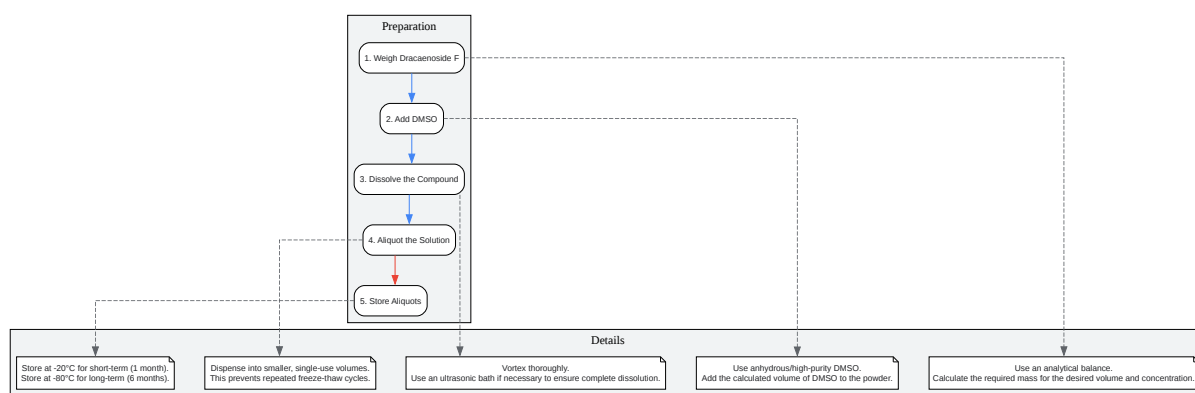 Preparation
1. Weigh Dracaenoside F
2. Add DMSO
3. Dissolve the Compound
4. Aliquot the Solution
5. Store Aliquots
Details
Store at -20°C for short-term (1 month).
Store at -80°C for long-term (6 months).
Dispense into smaller, single-use volumes.
This prevents repeated freeze-thaw cycles.
Vortex thoroughly.
Use an ultrasonic bath if necessary to ensure complete dissolution.
Use anhydrous/high-purity DMSO.
Add the calculated volume of DMSO to the powder.
Use an analytical balance.
Calculate the required mass for the desired volume and concentration.